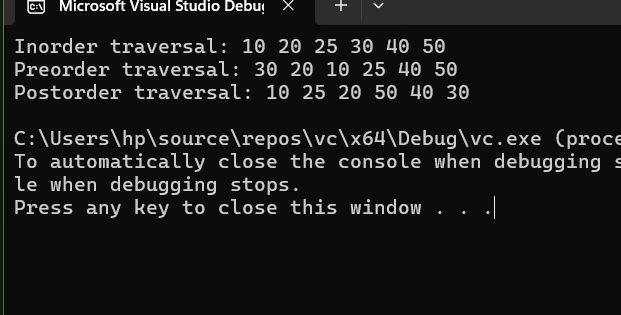 Microsoft Visual Studio Debu
Inorder traversal: 10 20 25 30 40 50
Preorder traversal: 30 20 10 25 40 50
Postorder traversal: 10 25 20 50 40 30
C:\Users\hp\source\repos\vc\x64\Debug\vc.exe (proce
To automatically close the console when debugging s
le when debugging stops.
Press any key to close this window . . .